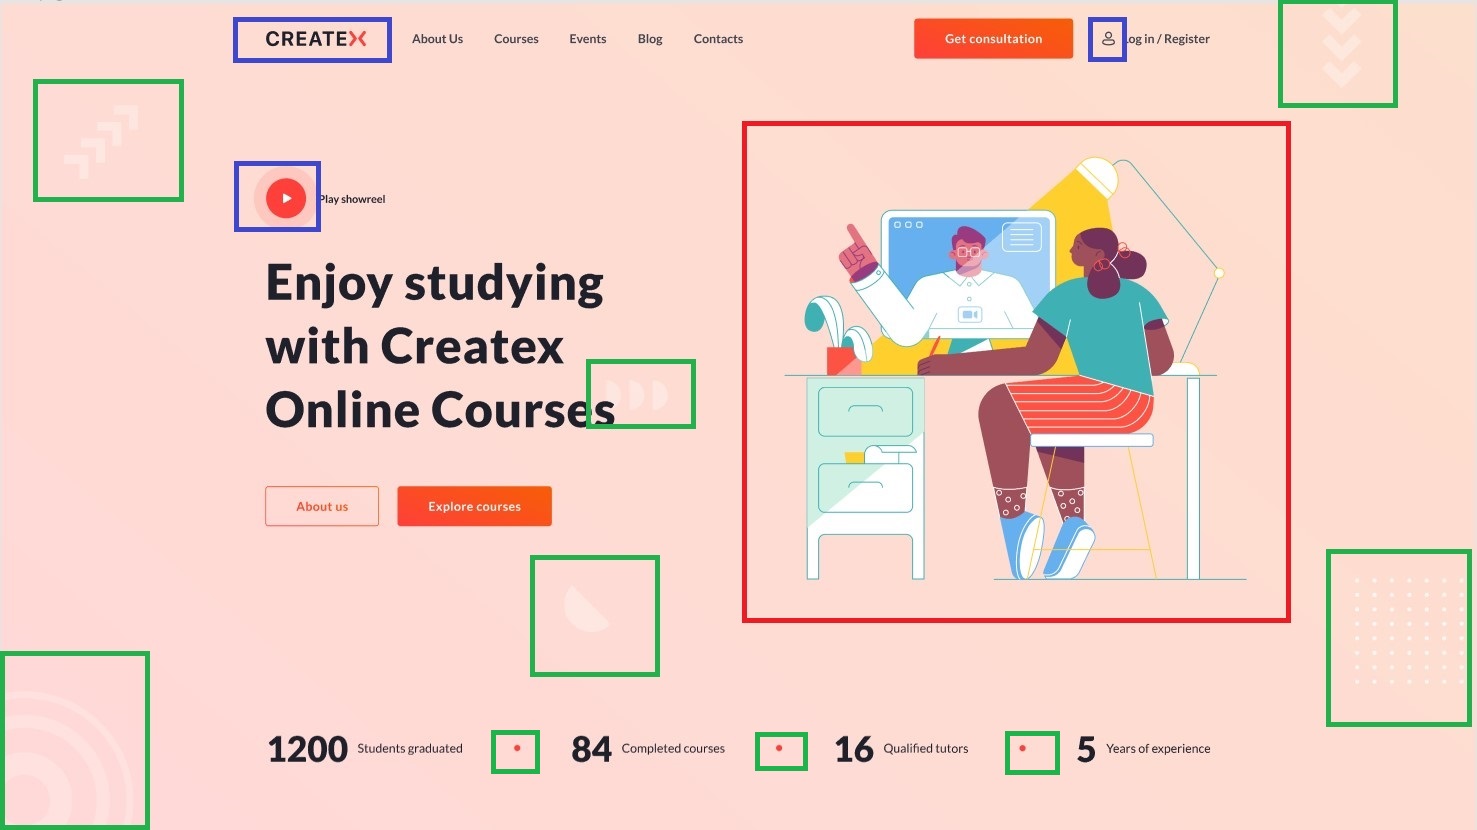 CREATEX
About Us
Courses
Events
Blog
Contacts
Get consultation
Log in / Register
Play showreel
Enjoy studying
with Createx
Online Courses
About us
Explore courses
1200 Students graduated
84 Completed courses
16 Qualified tutors
5 Years of experience